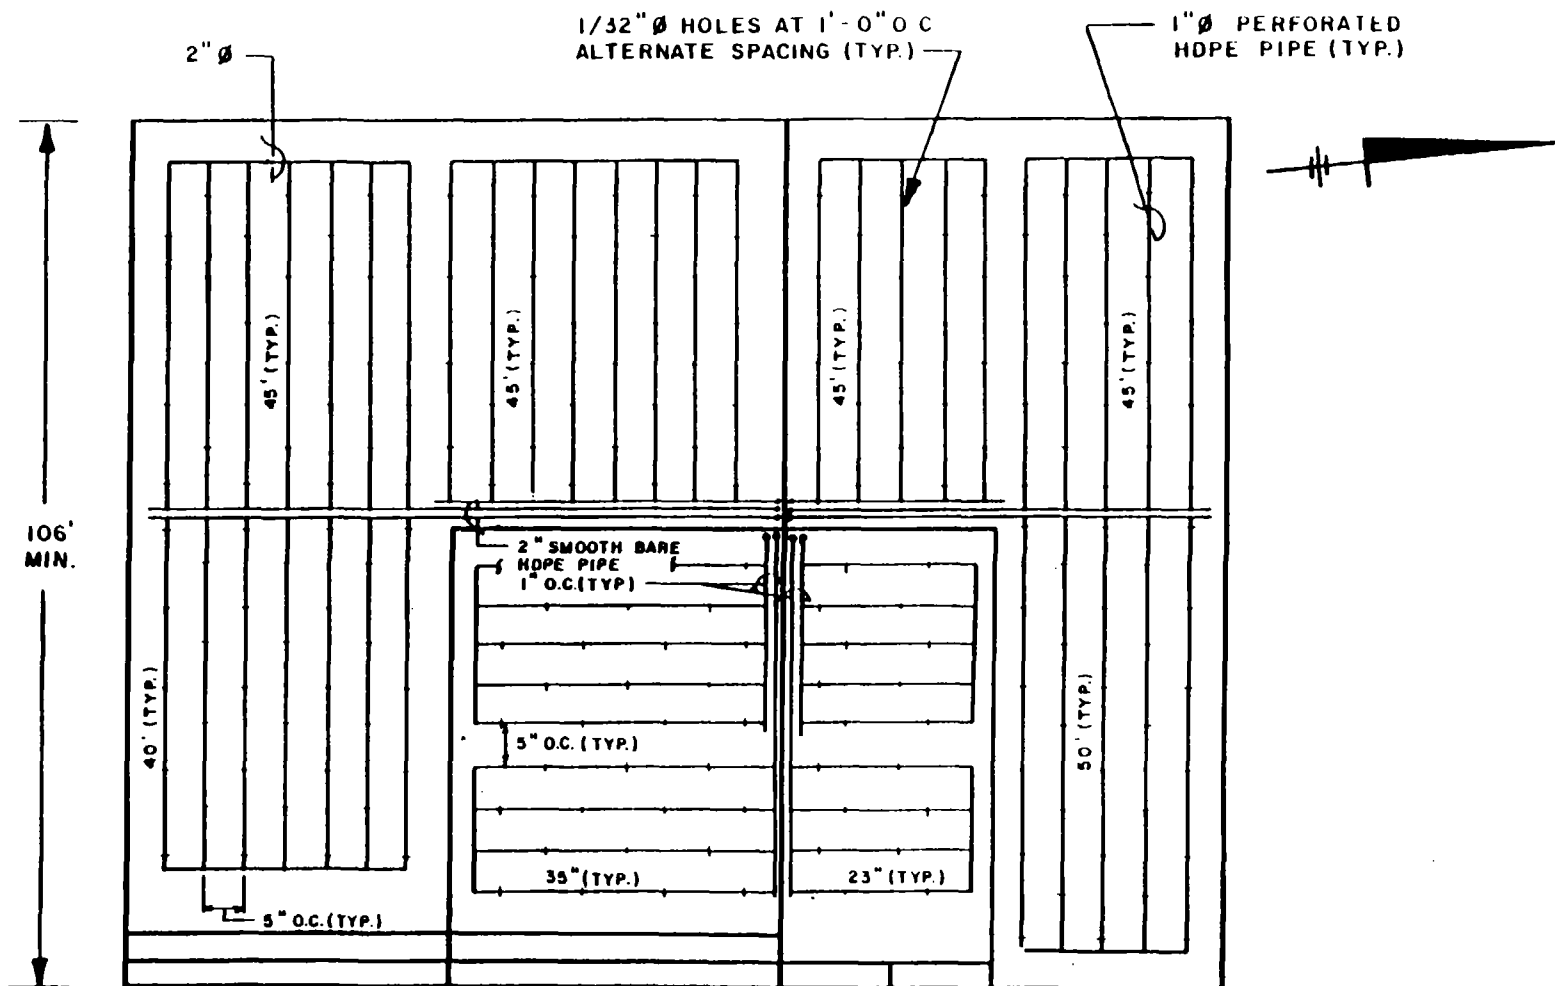 2" Ø
1/32" Ø HOLES AT 1'-0" O C
ALTERNATE SPACING (TYP.)
1" Ø PERFORATED
HDPE PIPE (TYP.)
45' (TYP.)
45' (TYP.)
45' (TYP.)
45' (TYP.)
106'
MIN.
2" SMOOTH BARE
HDPE PIPE
1" O.C. (TYP)
40' (TYP.)
5" O.C. (TYP.)
50' (TYP.)
35" (TYP.)
23" (TYP.)
5" O.C. (TYP.)